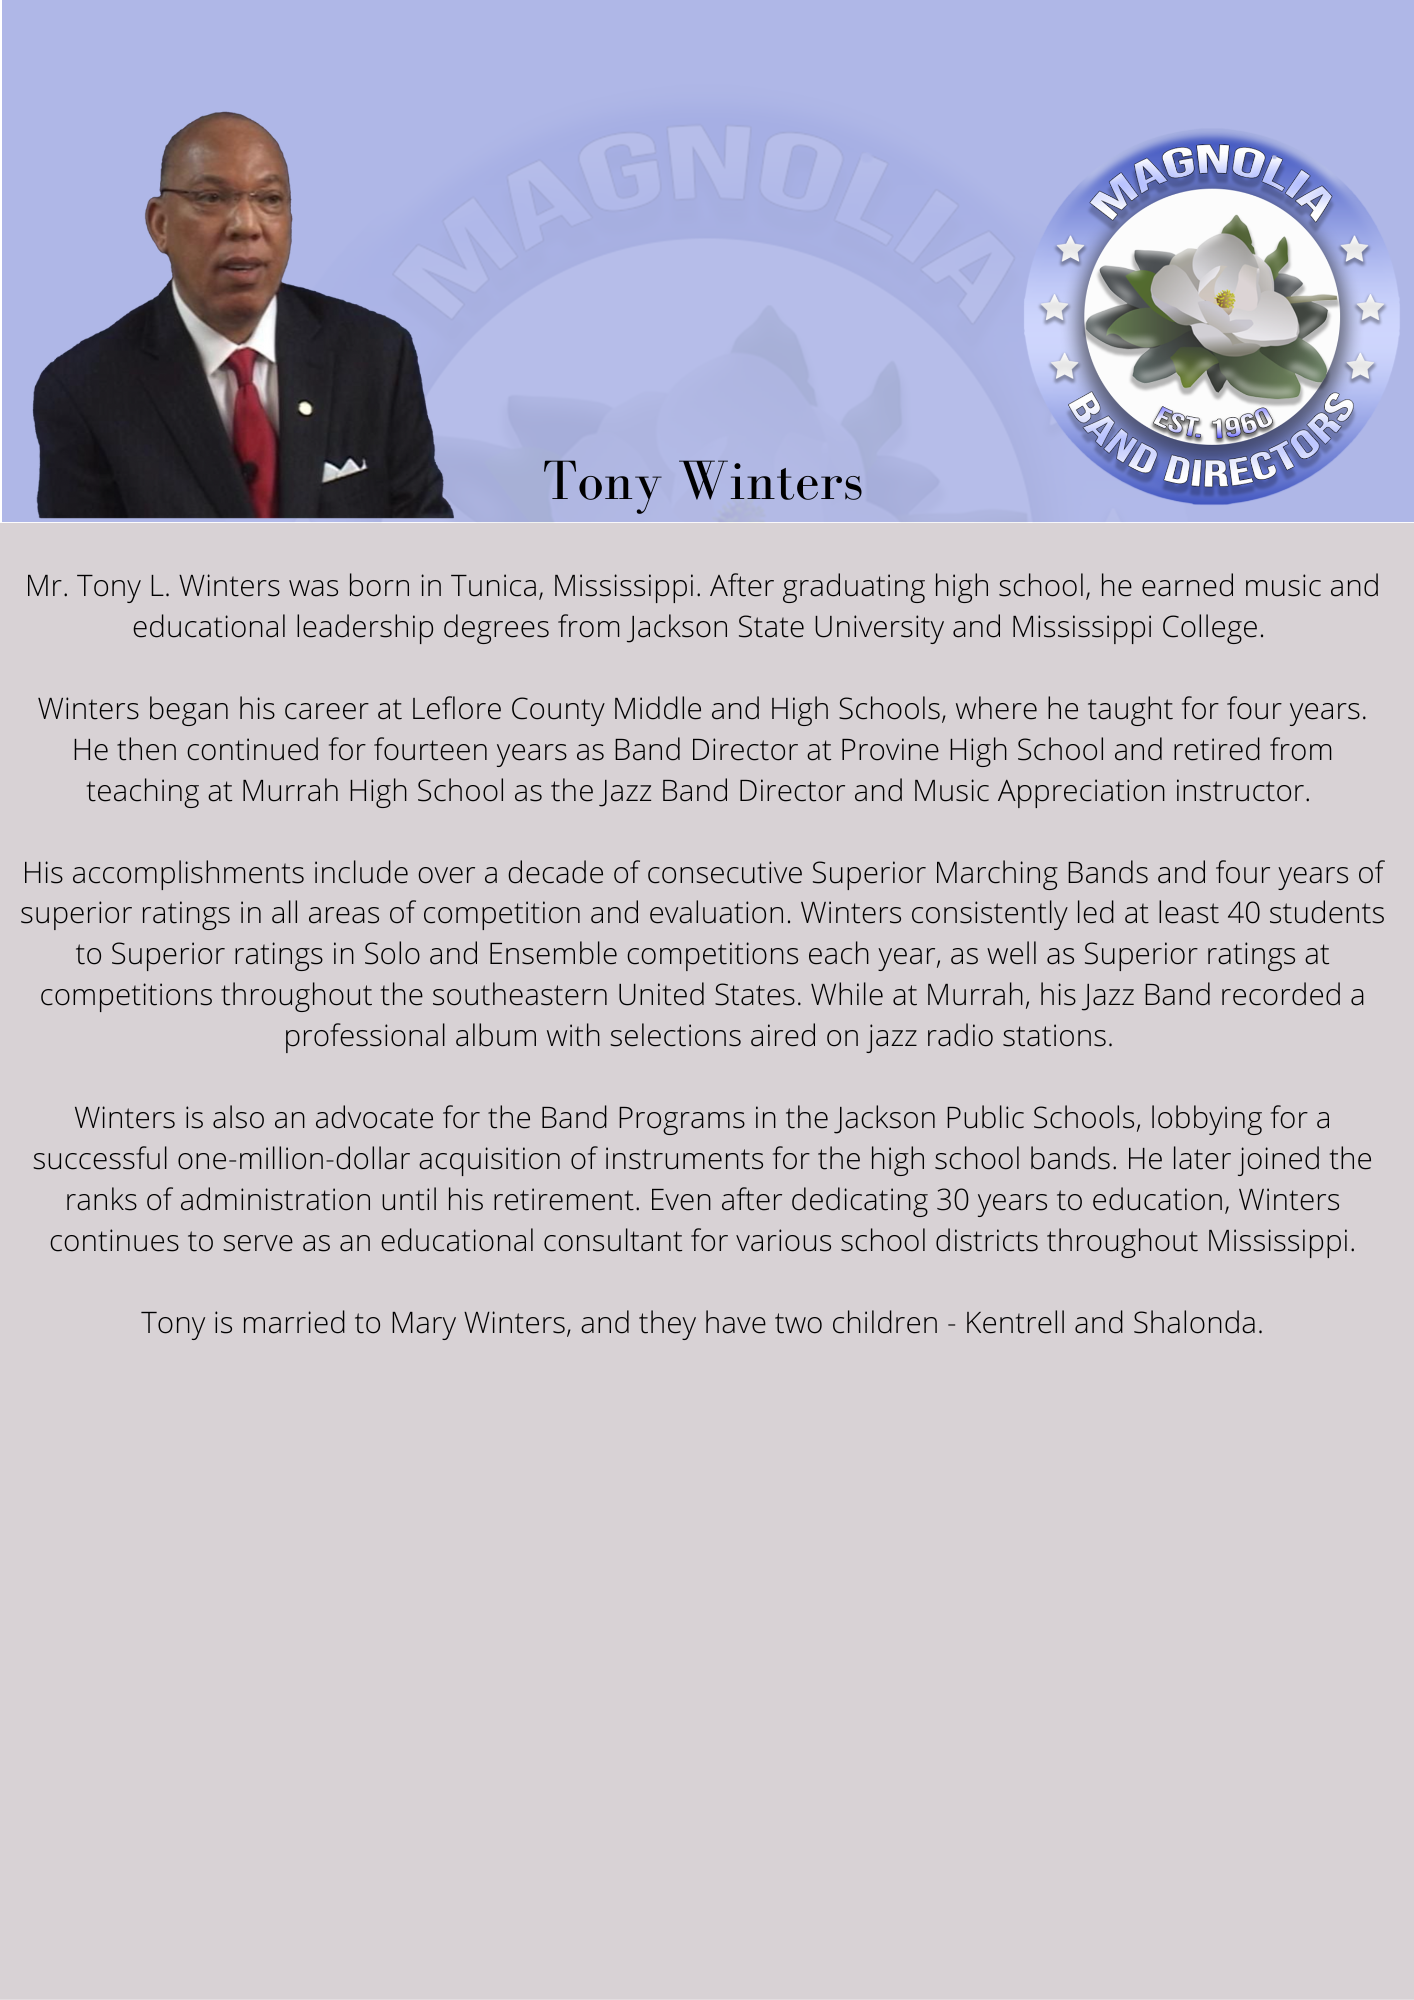 MAGNOLIA
MAGNOLIA
EST. 1960
BAND DIRECTORS
Tony Winters
Mr. Tony L. Winters was born in Tunica, Mississippi. After graduating high school, he earned music and
educational leadership degrees from Jackson State University and Mississippi College.
Winters began his career at Leflore County Middle and High Schools, where he taught for four years.
He then continued for fourteen years as Band Director at Provine High School and retired from
teaching at Murrah High School as the Jazz Band Director and Music Appreciation instructor.
His accomplishments include over a decade of consecutive Superior Marching Bands and four years of
superior ratings in all areas of competition and evaluation. Winters consistently led at least 40 students
to Superior ratings in Solo and Ensemble competitions each year, as well as Superior ratings at
competitions throughout the southeastern United States. While at Murrah, his Jazz Band recorded a
professional album with selections aired on jazz radio stations.
Winters is also an advocate for the Band Programs in the Jackson Public Schools, lobbying for a
successful one-million-dollar acquisition of instruments for the high school bands. He later joined the
ranks of administration until his retirement. Even after dedicating 30 years to education, Winters
continues to serve as an educational consultant for various school districts throughout Mississippi.
Tony is married to Mary Winters, and they have two children - Kentrell and Shalonda.